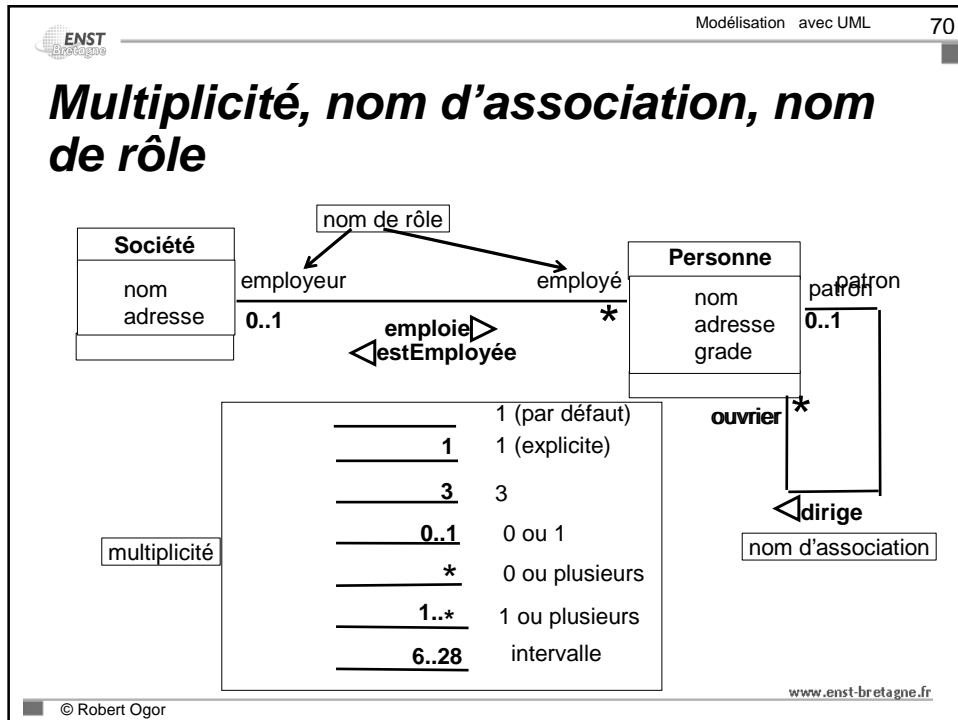 Modélisation avec UML 70
ENST
Bretagne
Multiplicité, nom d'association, nom
de rôle
nom de rôle
Société
nom
adresse
employeur
0..1
employé
*
emploie
estEmployée
Personne
nom
adresse
grade
patron
patron
0..1
ouvrier *
dirige
nom d'association
multiplicité
1 (par défaut)
1 1 (explicite)
3 3
0..1 0 ou 1
* 0 ou plusieurs
1..* 1 ou plusieurs
6..28 intervalle
www.enst-bretagne.fr
© Robert Ogor